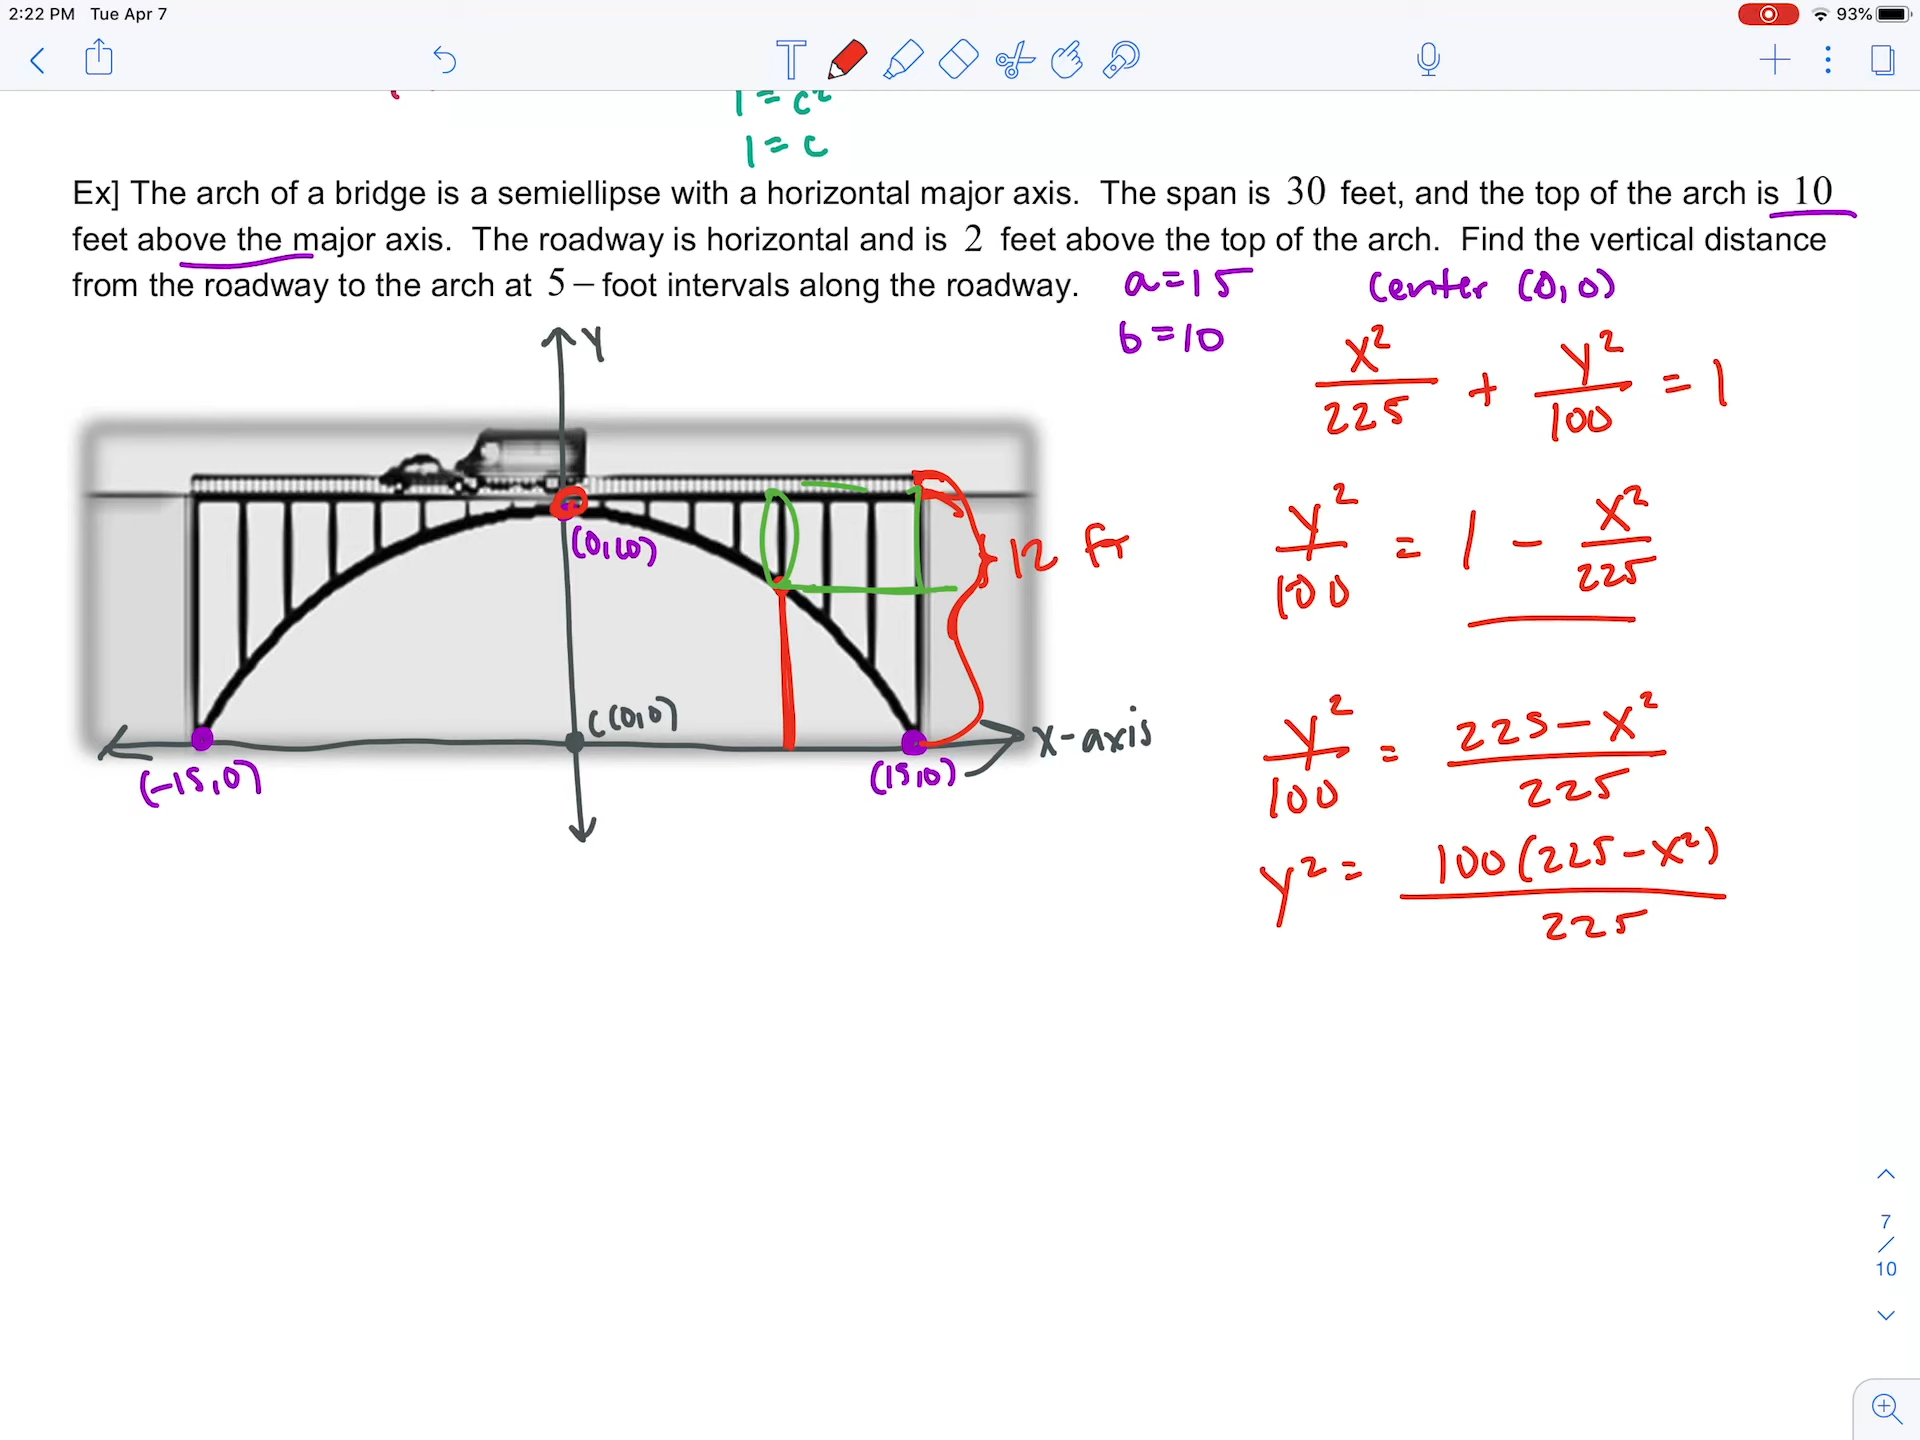 2:22 PM Tue Apr 7
93%
T
1 = c²
1 = c
Ex] The arch of a bridge is a semiellipse with a horizontal major axis. The span is 30 feet, and the top of the arch is 10
feet above the major axis. The roadway is horizontal and is 2 feet above the top of the arch. Find the vertical distance
from the roadway to the arch at 5 – foot intervals along the roadway.
a=15
center (0,0)
b=10
Y
x²/225 + y²/100 = 1
(0,10)
12 ft
y²/100 = 1 - x²/225
C(0,0)
x-axis
(-15,0)
(15,0)
y²/100 = 225-x²/225
y² = 100(225-x²)/225
7
/
10